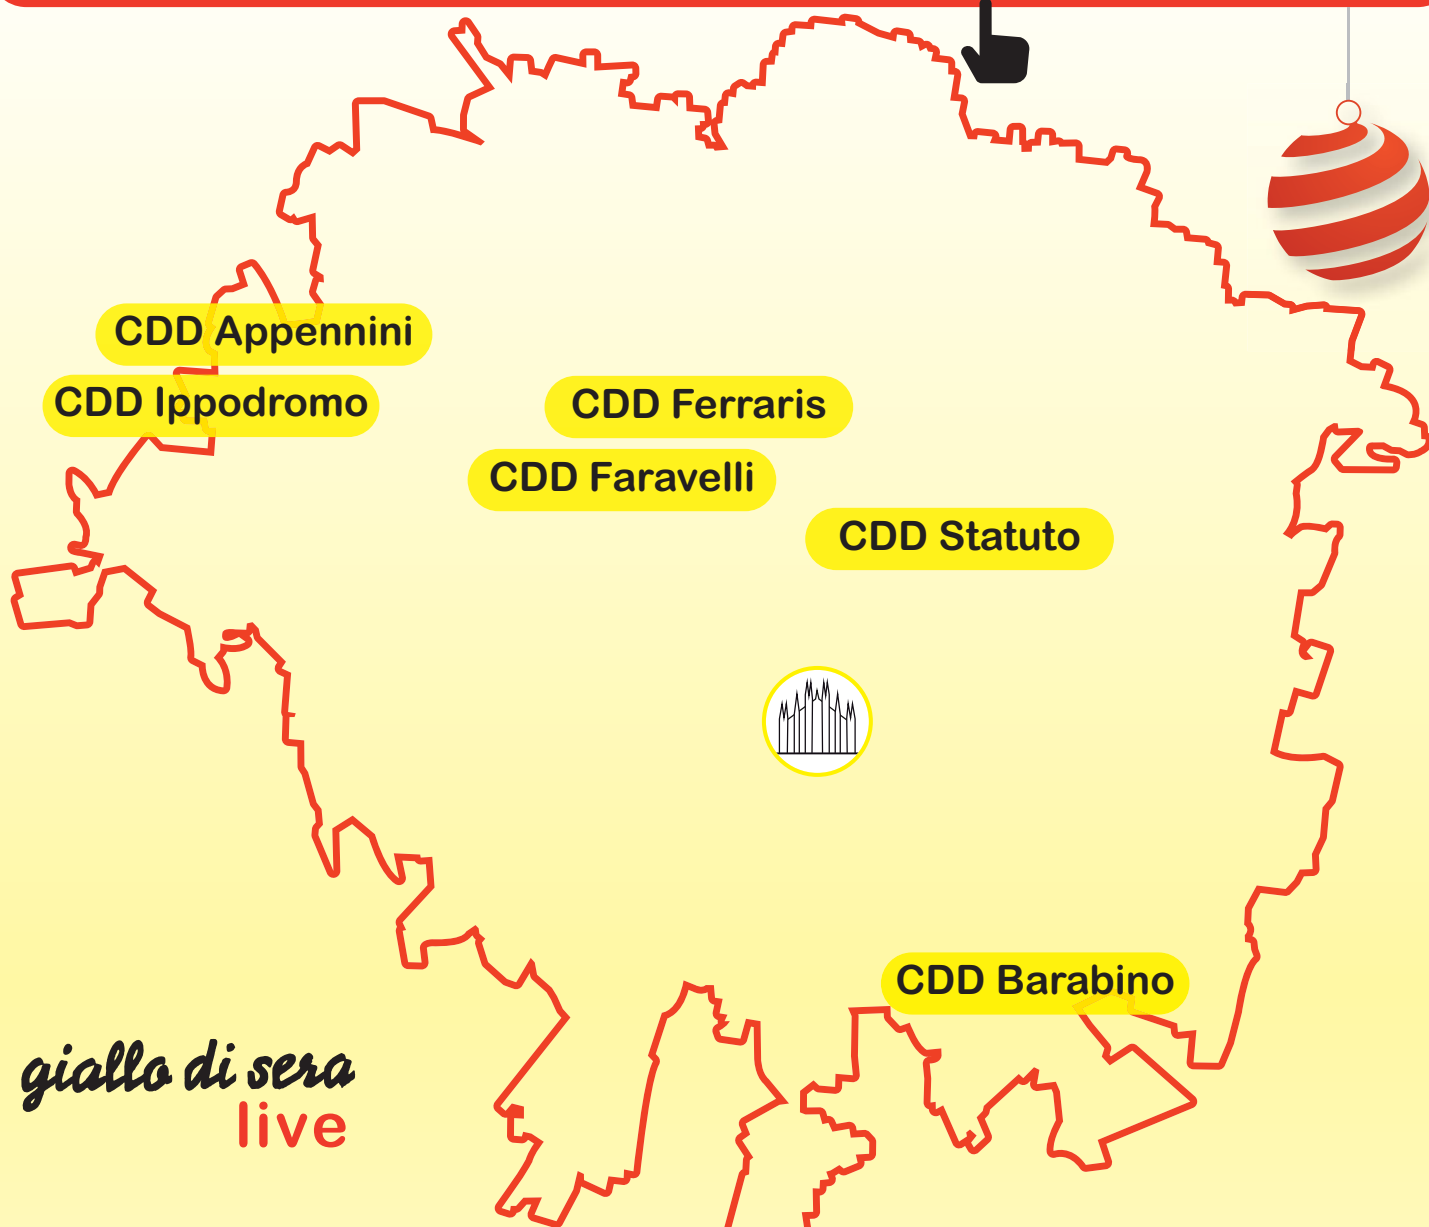 CDD Appennini
CDD Ippodromo
CDD Ferraris
CDD Faravelli
CDD Statuto
CDD Barabino
giallo di sera
live